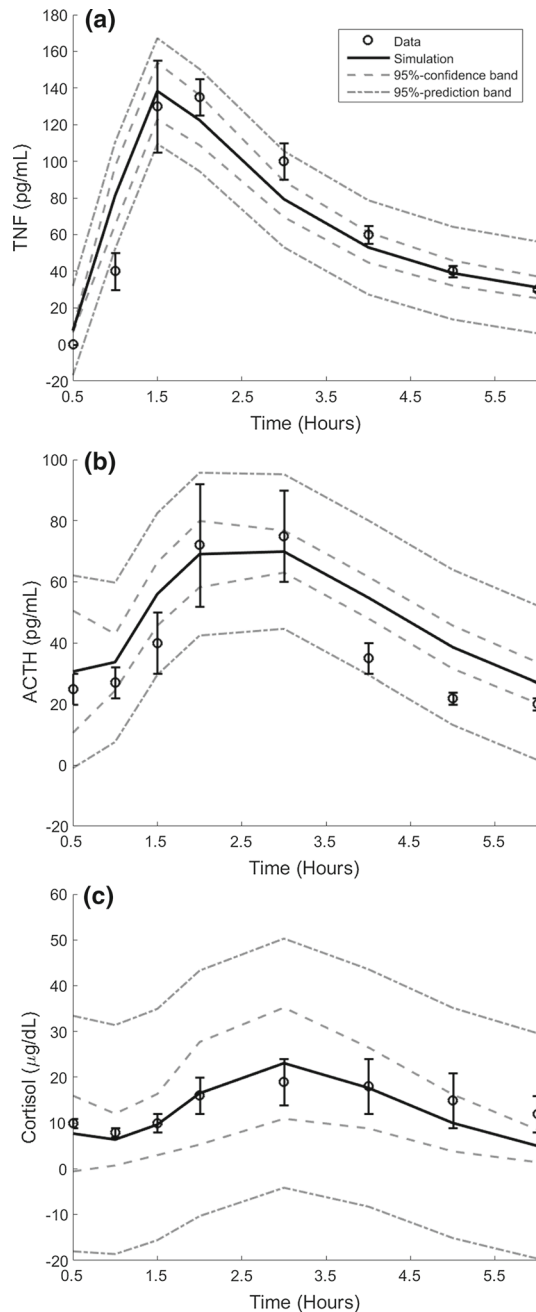 (a)
Data
Simulation
95%-confidence band
95%-prediction band
180
160
140
120
100
80
60
40
20
0
-20
TNF (pg/mL)
0.5 1.5 2.5 3.5 4.5 5.5
Time (Hours)
(b)
100
80
60
40
20
0
-20
ACTH (pg/mL)
0.5 1.5 2.5 3.5 4.5 5.5
Time (Hours)
(c)
60
50
40
30
20
10
0
-10
-20
Cortisol (μg/dL)
0.5 1.5 2.5 3.5 4.5 5.5
Time (Hours)